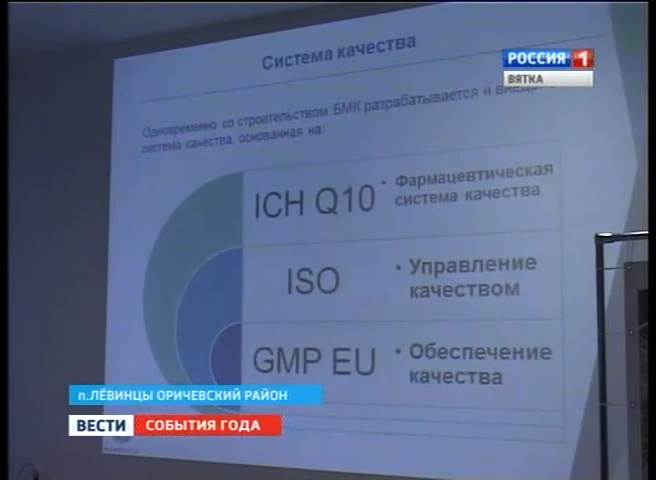 Система качества
РОССИЯ 1
ВЯТКА
Одновременно со строительством БМК разрабатывается и
система качества, основанная на:
ICH Q10
• Фармацевтическая
система качества
ISO
• Управление
качеством
GMP EU
• Обеспечение
качества
п.ЛЁВИНЦЫ ОРИЧЕВСКИЙ РАЙОН
ВЕСТИ СОБЫТИЯ ГОДА